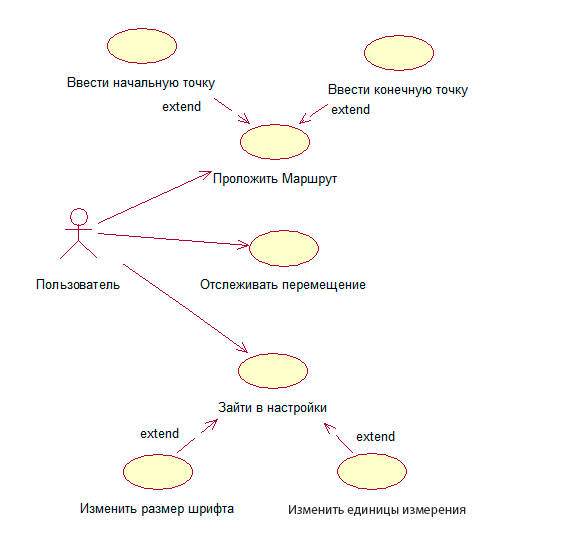 Ввести начальную точку
Ввести конечную точку
extend
extend
Проложить Маршрут
Пользователь
Отслеживать перемещение
Зайти в настройки
extend
extend
Изменить размер шрифта
Изменить единицы измерения